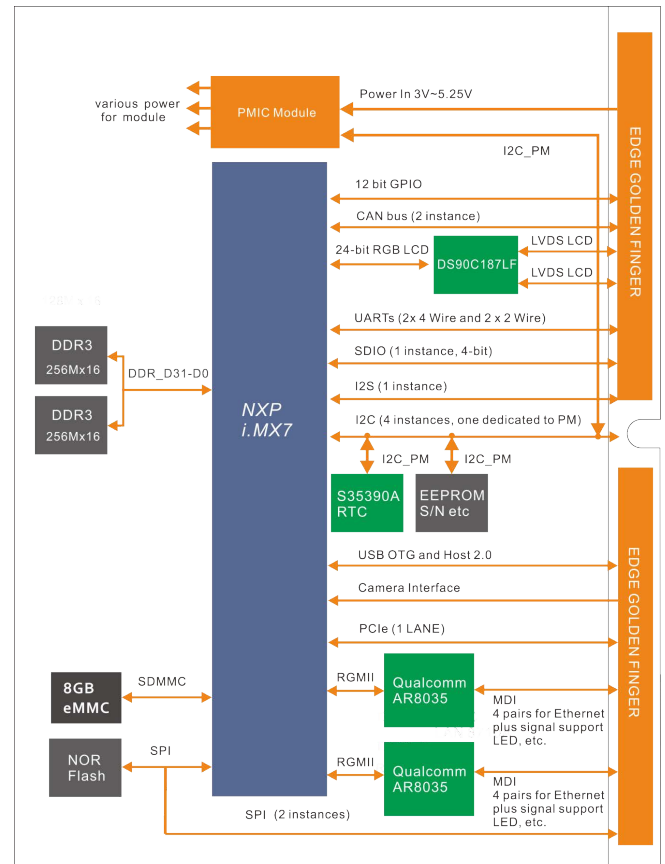 Power In 3V~5.25V
various power
for module
PMIC Module
I2C_PM
12 bit GPIO
CAN bus (2 instance)
24-bit RGB LCD
DS90C187LF
LVDS LCD
LVDS LCD
EDGE GOLDEN FINGER
UARTs (2x 4 Wire and 2 x 2 Wire)
SDIO (1 instance, 4-bit)
I2S (1 instance)
I2C (4 instances, one dedicated to PM)
DDR3
256Mx16
DDR_D31-D0
DDR3
256Mx16
NXP
i.MX7
I2C_PM
I2C_PM
S35390A
RTC
EEPROM
S/N etc
USB OTG and Host 2.0
Camera Interface
PCIe (1 LANE)
EDGE GOLDEN FINGER
8GB
eMMC
SDMMC
RGMII
Qualcomm
AR8035
MDI
4 pairs for Ethernet
plus signal support
LED, etc.
NOR
Flash
SPI
RGMII
Qualcomm
AR8035
MDI
4 pairs for Ethernet
plus signal support
LED, etc.
SPI (2 instances)